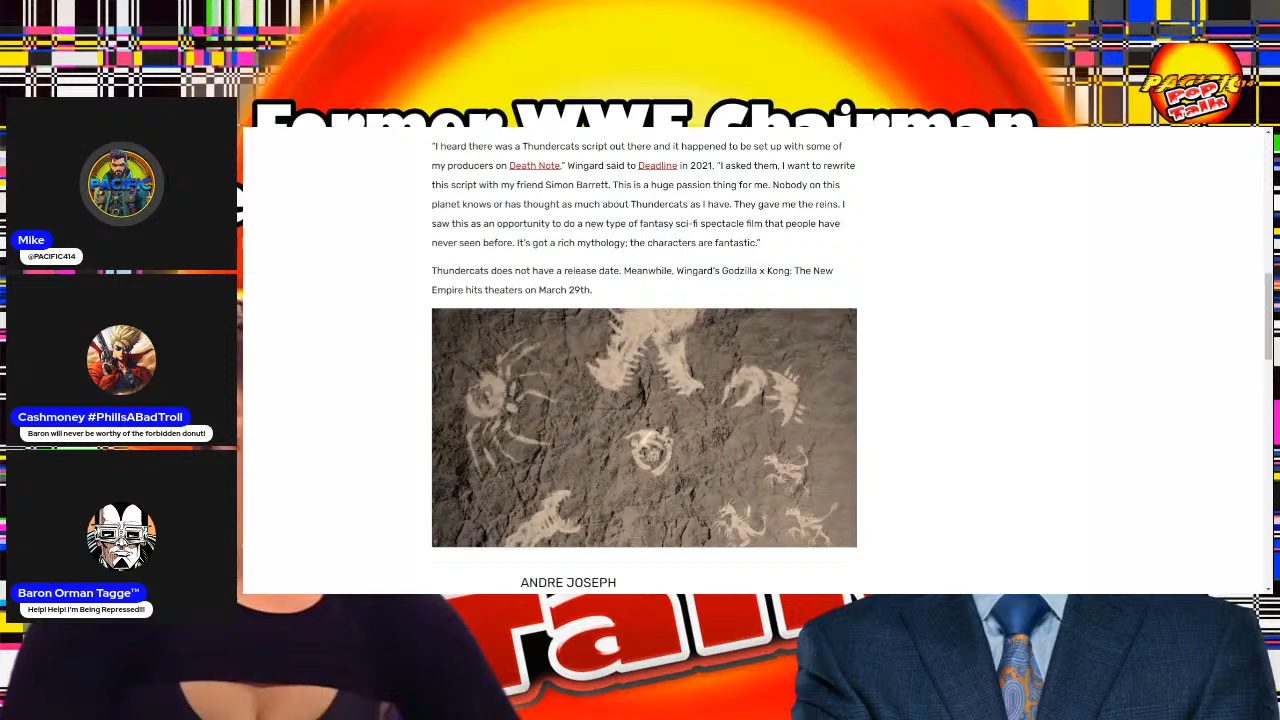 Former WWE Chairman
PACIFIC
Pop
Talk
PACIFIC
Mike
@PACIFIC414
Cashmoney #PhilIsABadTroll
Baron will never be worthy of the forbidden donut!
Baron Orman Tagge™
Help! Help! I'm Being Repressed!!!
"I heard there was a Thundercats script out there and it happened to be set up with some of
my producers on Death Note," Wingard said to Deadline in 2021. "I asked them, I want to rewrite
this script with my friend Simon Barrett. This is a huge passion thing for me. Nobody on this
planet knows or has thought as much about Thundercats as I have. They gave me the reins. I
saw this as an opportunity to do a new type of fantasy sci-fi spectacle film that people have
never seen before. It's got a rich mythology; the characters are fantastic."
Thundercats does not have a release date. Meanwhile, Wingard's Godzilla x Kong: The New
Empire hits theaters on March 29th.
ANDRE JOSEPH
Talk